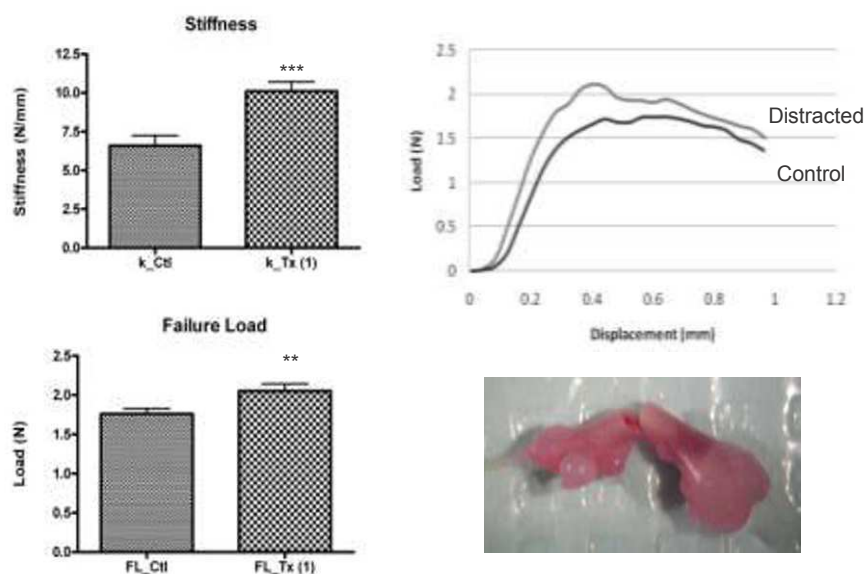 Stiffness
Stiffness (N/mm)
12.5
10.0
7.5
5.0
2.5
0.0
***
k_Ctl
k_Tx (1)
Load (N)
2.5
2
1.5
1
0.5
0
Distracted
Control
0
0.2
0.4
0.6
0.8
1
1.2
Displacement (mm)
Failure Load
Load (N)
2.5
2.0
1.5
1.0
0.5
0.0
**
FL_Ctl
FL_Tx (1)